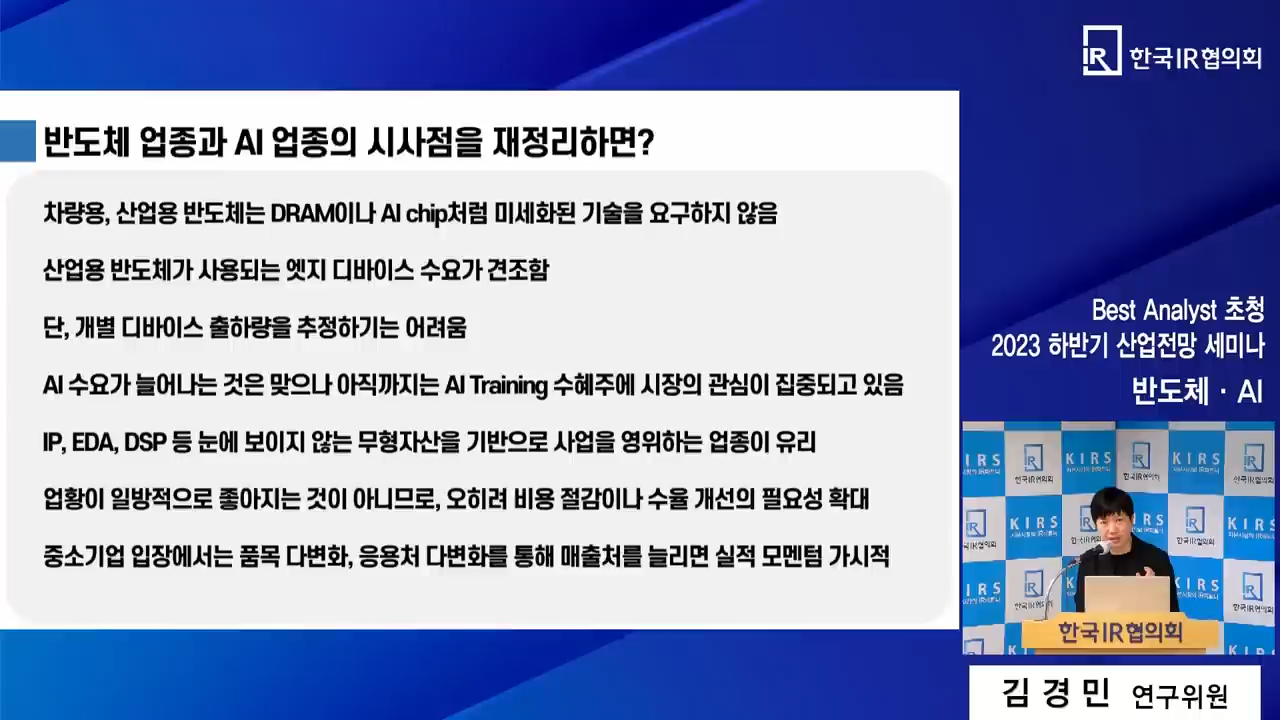 IR 한국IR협의회
반도체 업종과 AI 업종의 시사점을 재정리하면?
차량용, 산업용 반도체는 DRAM이나 AI chip처럼 미세화된 기술을 요구하지 않음
산업용 반도체가 사용되는 엣지 디바이스 수요가 견조함
단, 개별 디바이스 출하량을 추정하기는 어려움
AI 수요가 늘어나는 것은 맞으나 아직까지는 AI Training 수혜주에 시장의 관심이 집중되고 있음
IP, EDA, DSP 등 눈에 보이지 않는 무형자산을 기반으로 사업을 영위하는 업종이 유리
업황이 일방적으로 좋아지는 것이 아니므로, 오히려 비용 절감이나 수율 개선의 필요성 확대
중소기업 입장에서는 품목 다변화, 응용처 다변화를 통해 매출처를 늘리면 실적 모멘텀 가시적
Best Analyst 초청
2023 하반기 산업전망 세미나
반도체 · AI
KIRS
한국IR협의회
한국IR협의회
김경민 연구위원